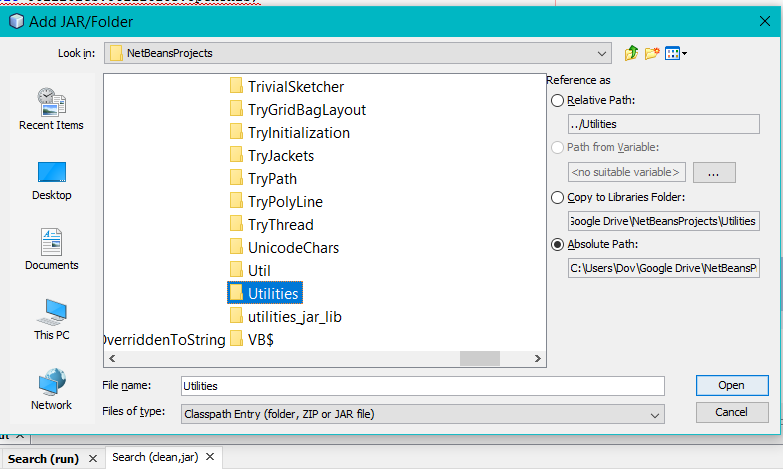 Add JAR/Folder
Look in:
NetBeansProjects
Recent Items
Desktop
Documents
This PC
Network
TrivialSketcher
TryGridBagLayout
TryInitialization
TryJackets
TryPath
TryPolyLine
TryThread
UnicodeChars
Util
Utilities
utilities_jar_lib
OverriddenToString
VB$
Reference as
Relative Path:
../Utilities
Path from Variable:
<no suitable variable>
...
Copy to Libraries Folder:
Google Drive\NetBeansProjects\Utilities
Absolute Path:
C:\Users\Dov\Google Drive\NetBeansP
File name:
Utilities
Open
Files of type:
Classpath Entry (folder, ZIP or JAR file)
Cancel
Search (run)
Search (clean,jar)